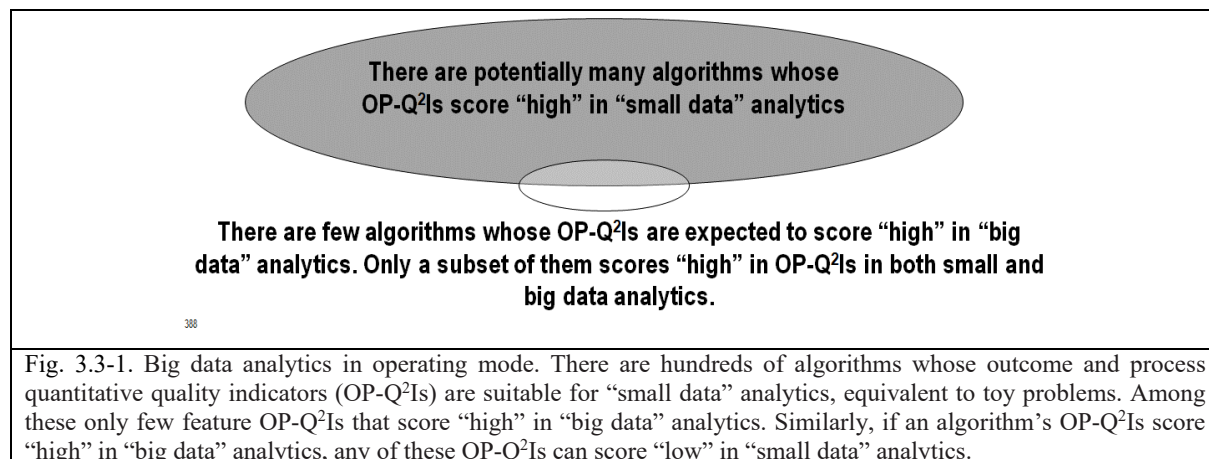 There are potentially many algorithms whose
OP-Q²Is score “high” in “small data” analytics
There are few algorithms whose OP-Q²Is are expected to score “high” in “big
data” analytics. Only a subset of them scores “high” in OP-Q²Is in both small and
big data analytics.
388
Fig. 3.3-1. Big data analytics in operating mode. There are hundreds of algorithms whose outcome and process
quantitative quality indicators (OP-Q²Is) are suitable for “small data” analytics, equivalent to toy problems. Among
these only few feature OP-Q²Is that score “high” in “big data” analytics. Similarly, if an algorithm’s OP-Q²Is score
“high” in “big data” analytics, any of these OP-Q²Is can score “low” in “small data” analytics.